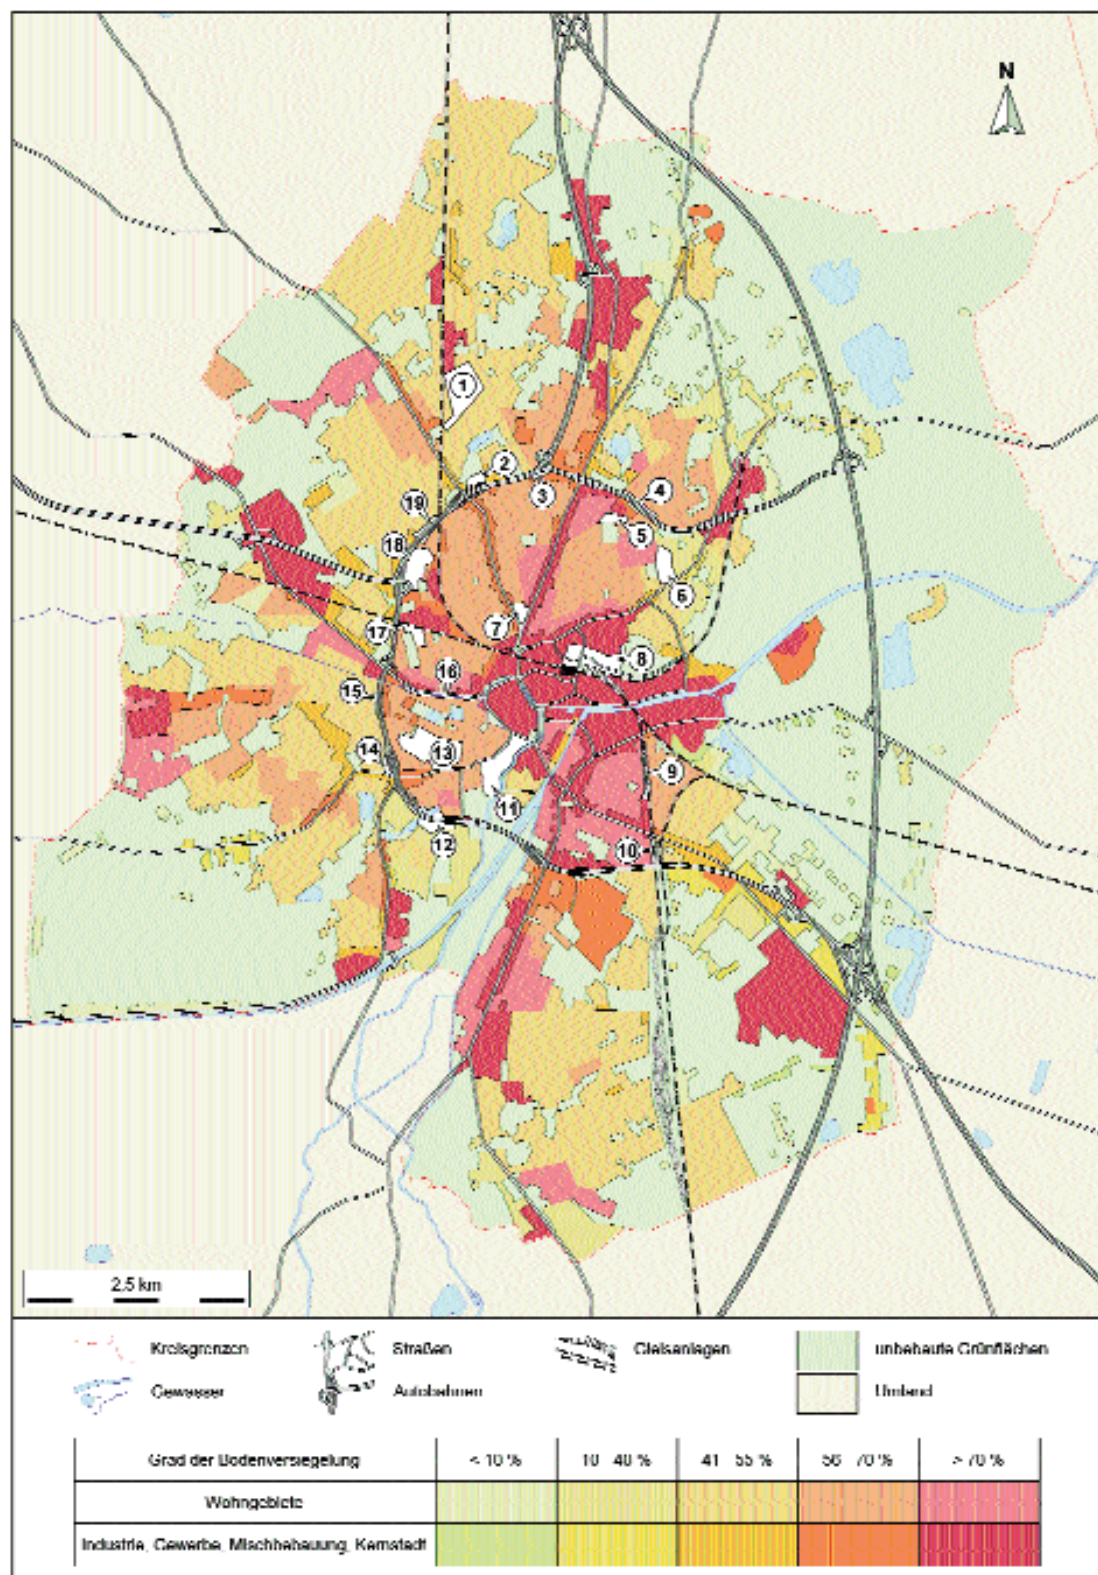 N
1
2
3
4
5
6
7
8
9
10
11
12
13
14
15
16
17
18
19
2.5 km
Kreisgrenzen
Straßen
Gleisanlagen
unbebaute Grünflächen
Gewässer
Autobahnen
Umland
Grad der Bodenversiegelung < 10 % 10 40 % 41 55 % 56 70 % > 70 %
Wohngebiete
Industrie, Gewerbe, Mischbebauung, Kernstadt